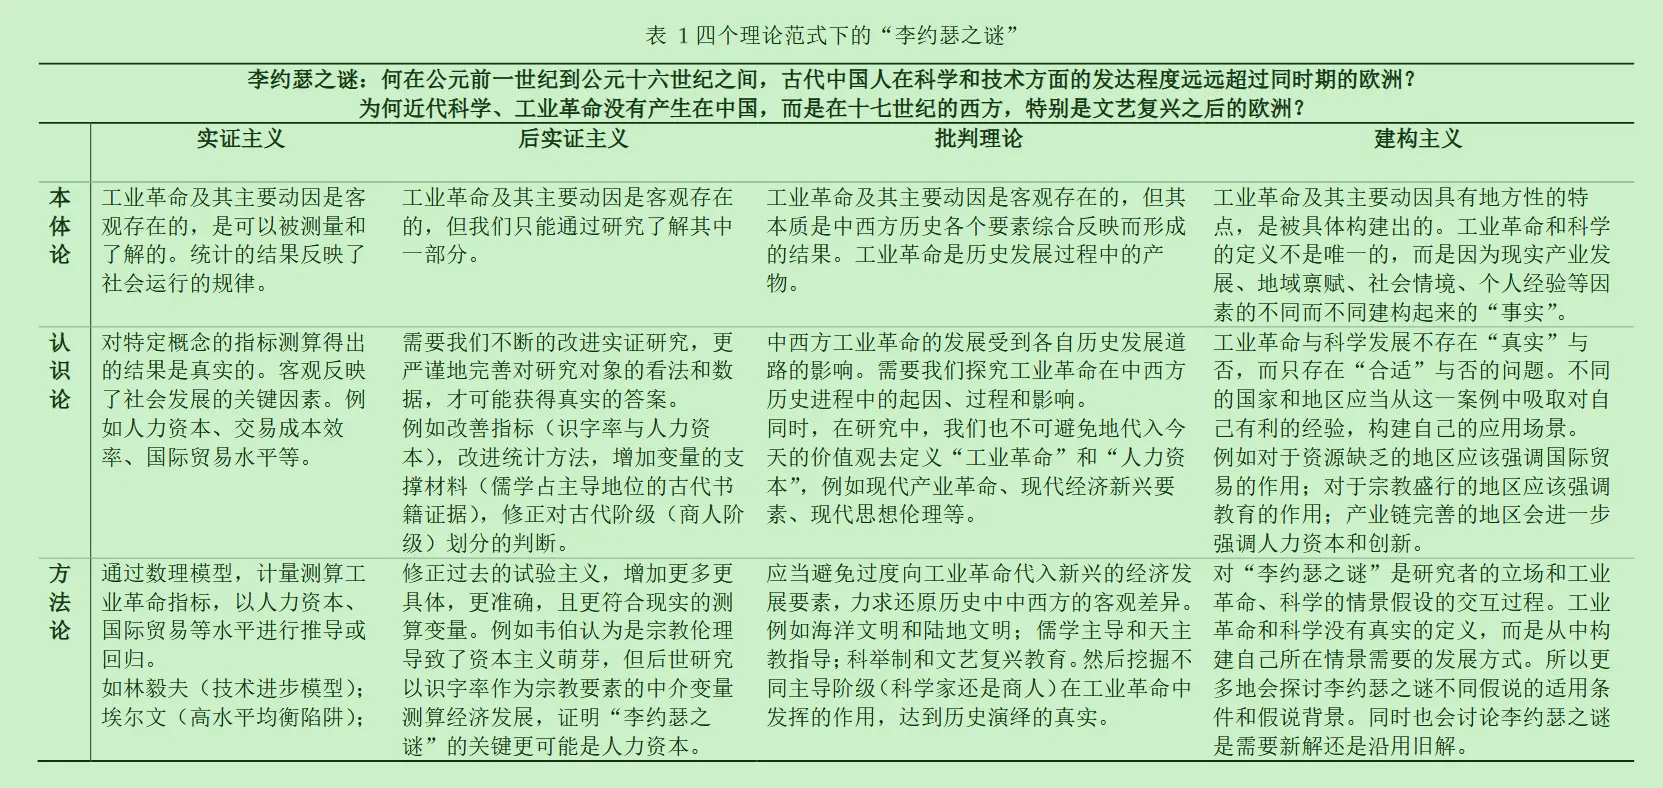 表 1四个理论范式下的“李约瑟之谜”
李约瑟之谜：何在公元前一世纪到公元十六世纪之间，古代中国人在科学和技术方面的发达程度远远超过同时期的欧洲？
为何近代科学、工业革命没有产生在中国，而是在十七世纪的西方，特别是文艺复兴之后的欧洲？
实证主义
后实证主义
批判理论
建构主义
本
体
论
工业革命及其主要动因是客
观存在的，是可以被测量和
了解的。统计的结果反映了
社会运行的规律。
工业革命及其主要动因是客观存在
的，但我们只能通过研究了解其中
一部分。
工业革命及其主要动因是客观存在的，但其
本质是中西方历史各个要素综合反映而形成
的结果。工业革命是历史发展过程中的产
物。
工业革命及其主要动因具有地方性的特
点，是被具体构建出的。工业革命和科学
的定义不是唯一的，而是因为现实产业发
展、地域禀赋、社会情境、个人经验等因
素的不同而不同建构起来的“事实”。
认
识
论
对特定概念的指标测算得出
的结果是真实的。客观反映
了社会发展的关键因素。例
如人力资本、交易成本效
率、国际贸易水平等。
需要我们不断的改进实证研究，更
严谨地完善对研究对象的看法和数
据，才可能获得真实的答案。
例如改善指标（识字率与人力资
本），改进统计方法，增加变量的支
撑材料（儒学占主导地位的古代书
籍证据），修正对古代阶级（商人阶
级）划分的判断。
中西方工业革命的发展受到各自历史发展道
路的影响。需要我们探究工业革命在中西方
历史进程中的起因、过程和影响。
同时，在研究中，我们也不可避免地代入今
天的价值观去定义“工业革命”和“人力资
本”，例如现代产业革命、现代经济新兴要
素、现代思想伦理等。
工业革命与科学发展不存在“真实”与
否，而只存在“合适”与否的问题。不同
的国家和地区应当从这一案例中吸取对自
己有利的经验，构建自己的应用场景。
例如对于资源缺乏的地区应该强调国际贸
易的作用；对于宗教盛行的地区应该强调
教育的作用；产业链完善的地区会进一步
强调人力资本和创新。
方
法
论
通过数理模型，计量测算工
业革命指标，以人力资本、
国际贸易等水平进行推导或
回归。
如林毅夫（技术进步模型）；
埃尔文（高水平均衡陷阱）；
修正过去的试验主义，增加更多更
具体，更准确，且更符合现实的测
算变量。例如韦伯认为是宗教伦理
导致了资本主义萌芽，但后世研究
以识字率作为宗教要素的中介变量
测算经济发展，证明“李约瑟之
谜”的关键更可能是人力资本。
应当避免过度向工业革命代入新兴的经济发
展要素，力求还原历史中中西方的客观差异。
例如海洋文明和陆地文明；儒学主导和天主
教指导；科举制和文艺复兴教育。然后挖掘不
同主导阶级（科学家还是商人）在工业革命中
发挥的作用，达到历史演绎的真实。
对“李约瑟之谜”是研究者的立场和工业
革命、科学的情景假设的交互过程。工业
革命和科学没有真实的定义，而是从中构
建自己所在情景需要的发展方式。所以更
多地会探讨李约瑟之谜不同假说的适用条
件和假说背景。同时也会讨论李约瑟之谜
是需要新解还是沿用旧解。